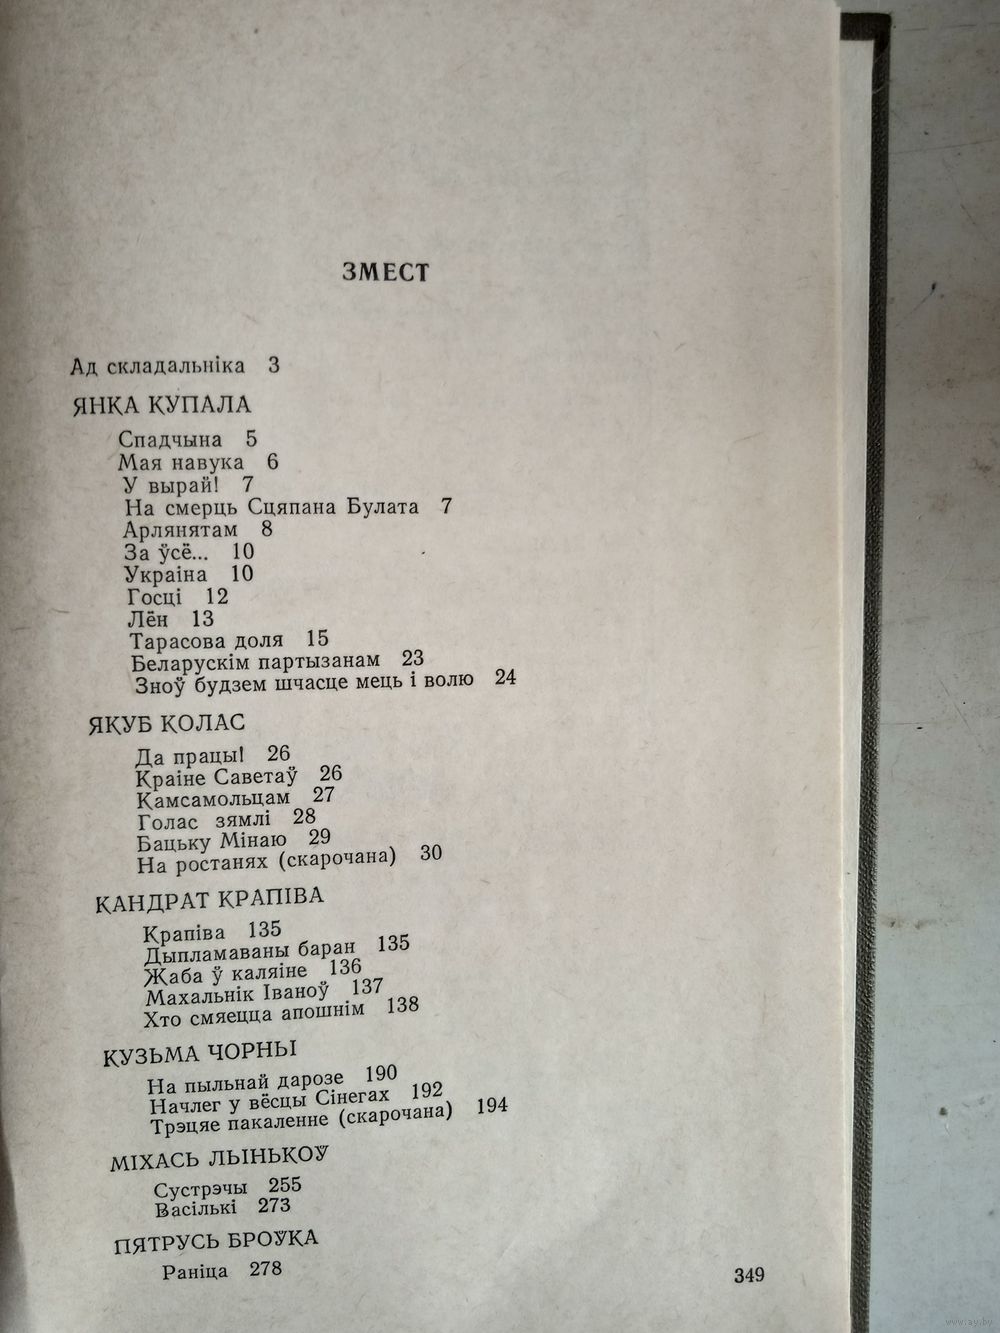 ЗМЕСТ
Ад складальніка 3
ЯНКА КУПАЛА
Спадчына 5
Мая навука 6
У вырай! 7
На смерць Сцяпана Булата 7
Арлянятам 8
За ўсё... 10
Украіна 10
Госці 12
Лён 13
Тарасова доля 15
Беларускім партызанам 23
Зноў будзем шчасце мець і волю 24
ЯКУБ КОЛАС
Да працы! 26
Краіне Саветаў 26
Камсамольцам 27
Голас зямлі 28
Бацьку Мінаю 29
На ростанях (скарочана) 30
КАНДРАТ КРАПІВА
Крапіва 135
Дыпламаваны баран 135
Жаба ў каляіне 136
Махальнік Іваноў 137
Хто смяецца апошнім 138
КУЗЬМА ЧОРНЫ
На пыльнай дарозе 190
Начлег у вёсцы Сінегах 192
Трэцяе пакаленне (скарочана) 194
МІХАСЬ ЛЫНЬКОЎ
Сустрэчы 255
Васількі 273
ПЯТРУСЬ БРОЎКА
Раніца 278
349
www.ay.by